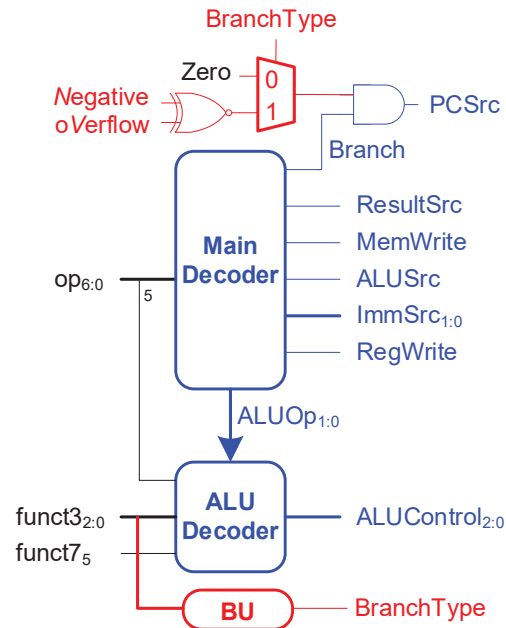 BranchType
Zero
0
Negative
oVerflow
1
PCSrc
Branch
Main
Decoder
ResultSrc
MemWrite
op6:0
5
ALUSrc
ImmSrc1:0
RegWrite
ALUOp1:0
ALU
Decoder
funct32:0
ALUControl2:0
funct75
BU
BranchType